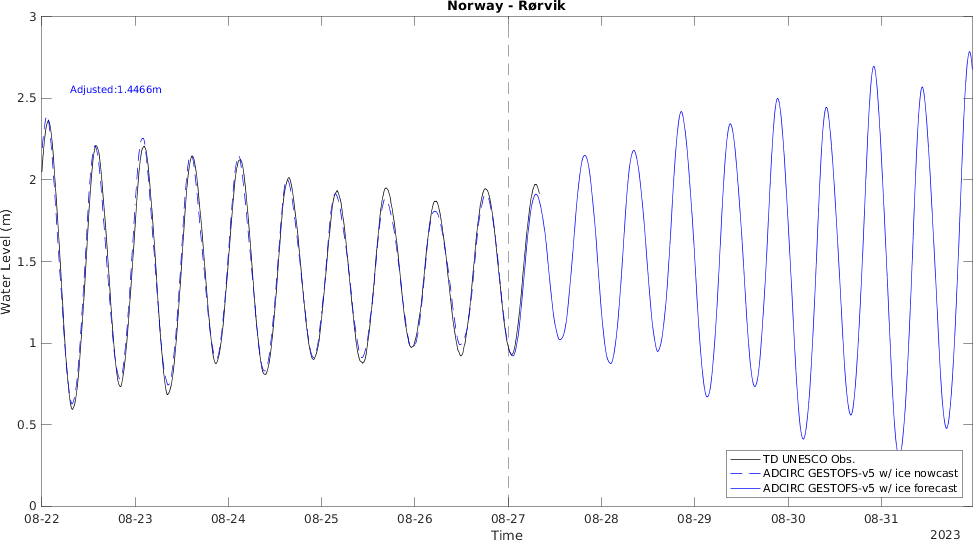 Norway - Rørvik
3
Adjusted:1.4466m
2.5
2
1.5
1
0.5
0
Water Level (m)
TD UNESCO Obs.
ADCIRC GESTOFS-v5 w/ ice nowcast
ADCIRC GESTOFS-v5 w/ ice forecast
08-22 08-23 08-24 08-25 08-26 08-27 08-28 08-29 08-30 08-31
Time
2023